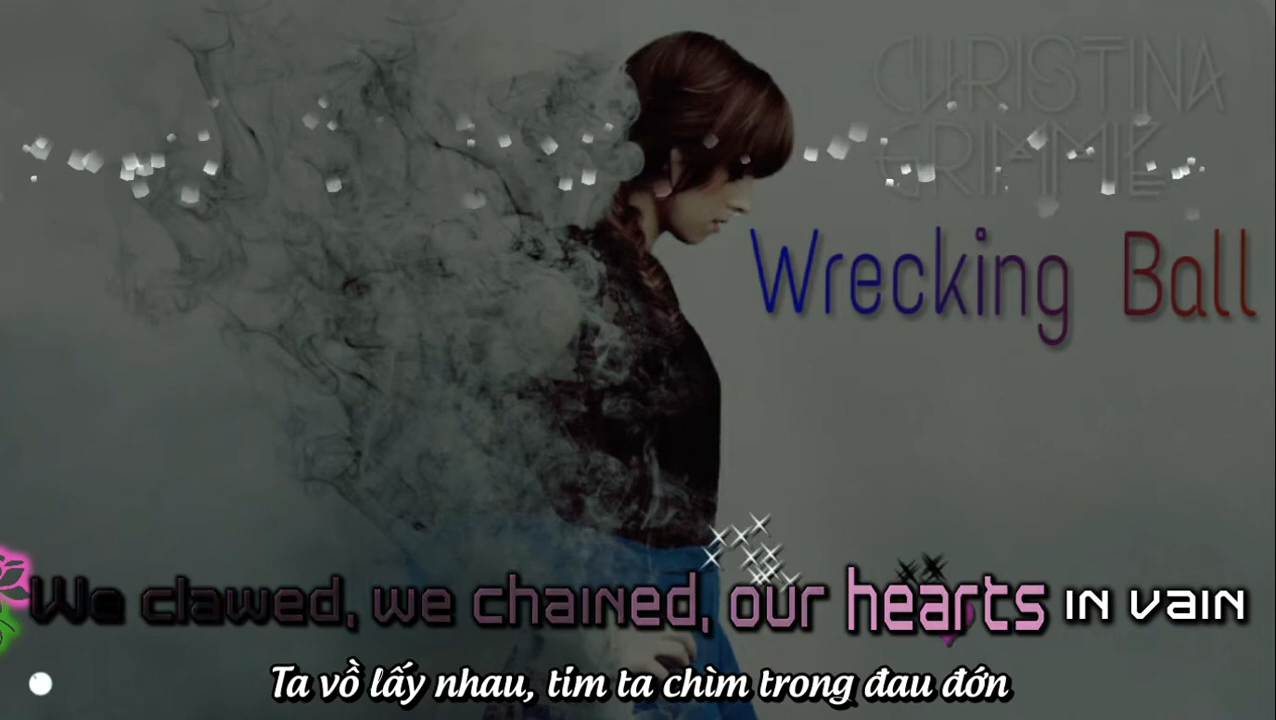 CHRISTINA
GRIMMIE
Wrecking Ball
We clawed, we chained, our hearts in vain
Ta vồ lấy nhau, tim ta chìm trong đau đớn